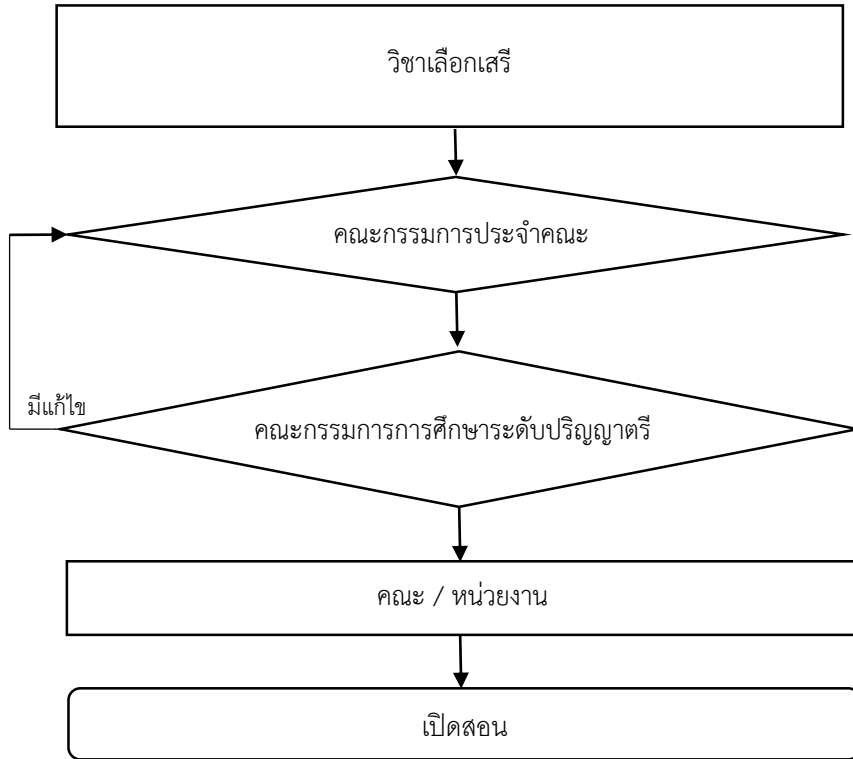 วิชาเลือกเสรี
คณะกรรมการประจำคณะ
มีแก้ไข
คณะกรรมการการศึกษาระดับปริญญาตรี
คณะ / หน่วยงาน
เปิดสอน